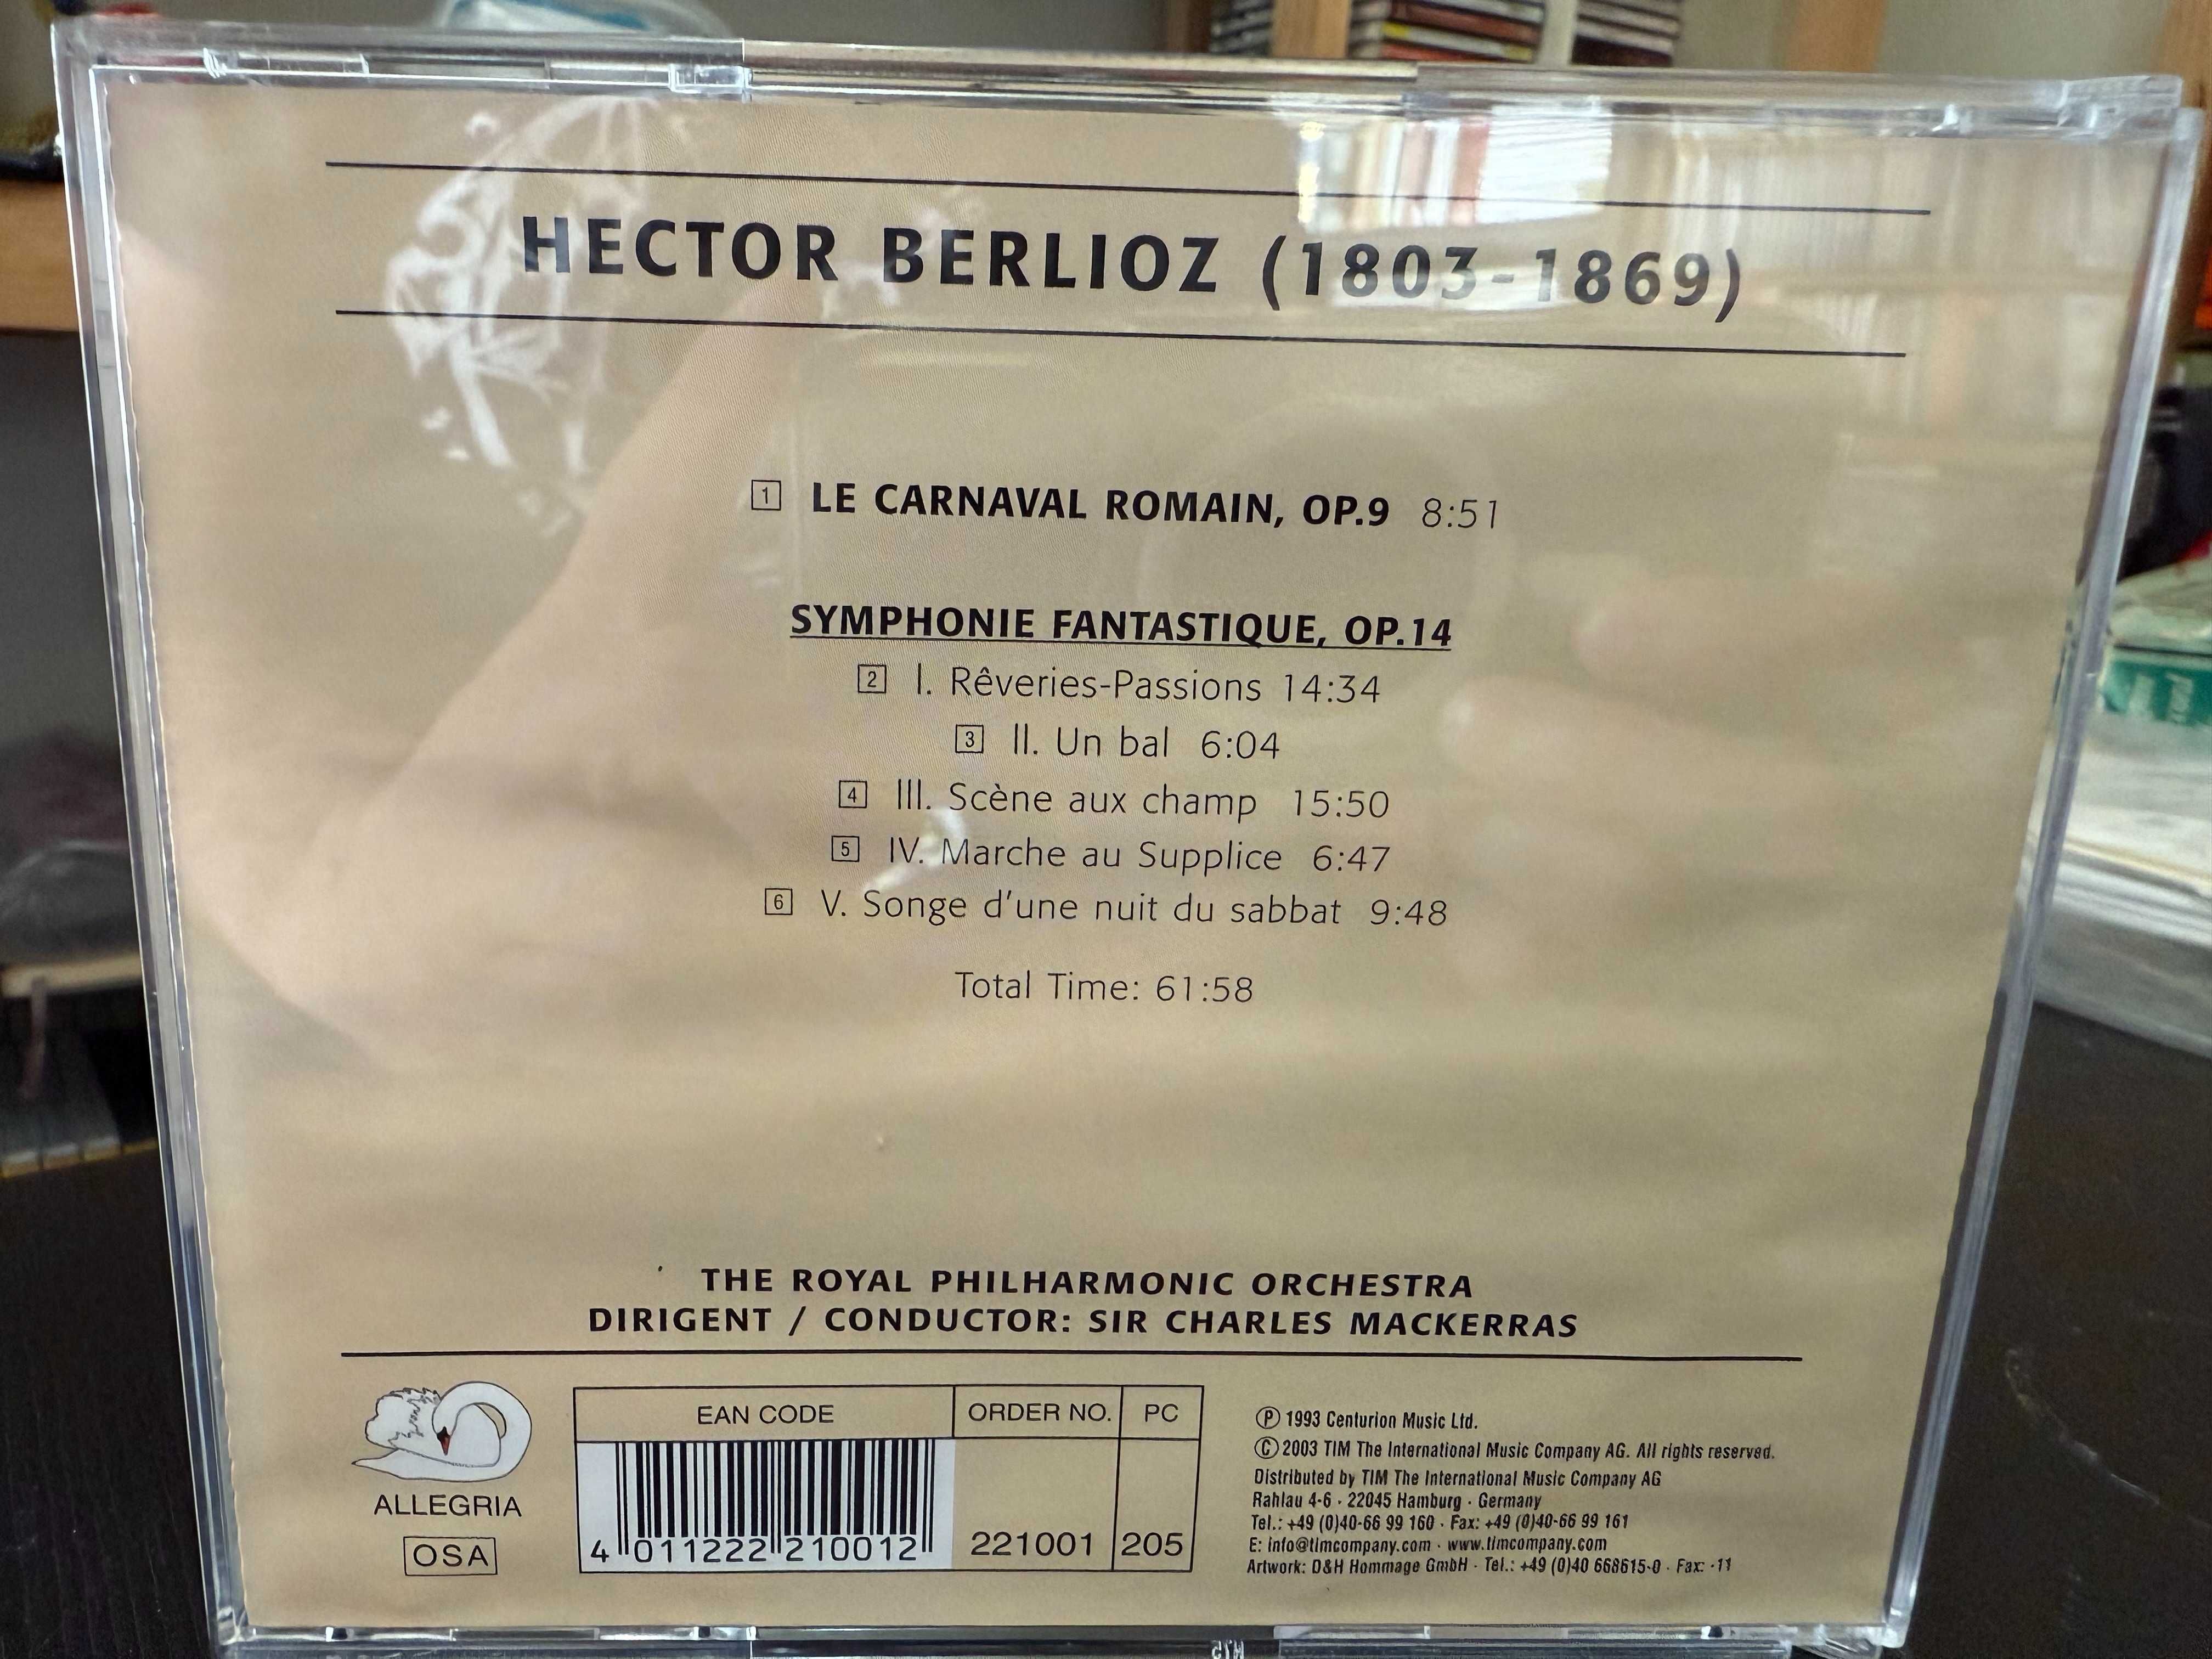 HECTOR BERLIOZ (1803-1869)
1 LE CARNAVAL ROMAIN, OP.9 8:51
SYMPHONIE FANTASTIQUE, OP.14
2 I. Rêveries-Passions 14:34
3 II. Un bal 6:04
4 III. Scène aux champ 15:50
5 IV. Marche au Supplice 6:47
6 V. Songe d'une nuit du sabbat 9:48
Total Time: 61:58
THE ROYAL PHILHARMONIC ORCHESTRA
DIRIGENT / CONDUCTOR: SIR CHARLES MACKERRAS
ALLEGRIA
OSA
EAN CODE ORDER NO. PC
4 011222 210012 221001 205
Ⓟ 1993 Centurion Music Ltd.
© 2003 TIM The International Music Company AG. All rights reserved.
Distributed by TIM The International Music Company AG
Rahlau 4-6 · 22045 Hamburg · Germany
Tel.: +49 (0)40-66 99 160 · Fax: +49 (0)40-66 99 161
E: info@timcompany.com · www.timcompany.com
Artwork: D&H Hommage GmbH · Tel.: +49 (0)40 668615-0 · Fax: -11